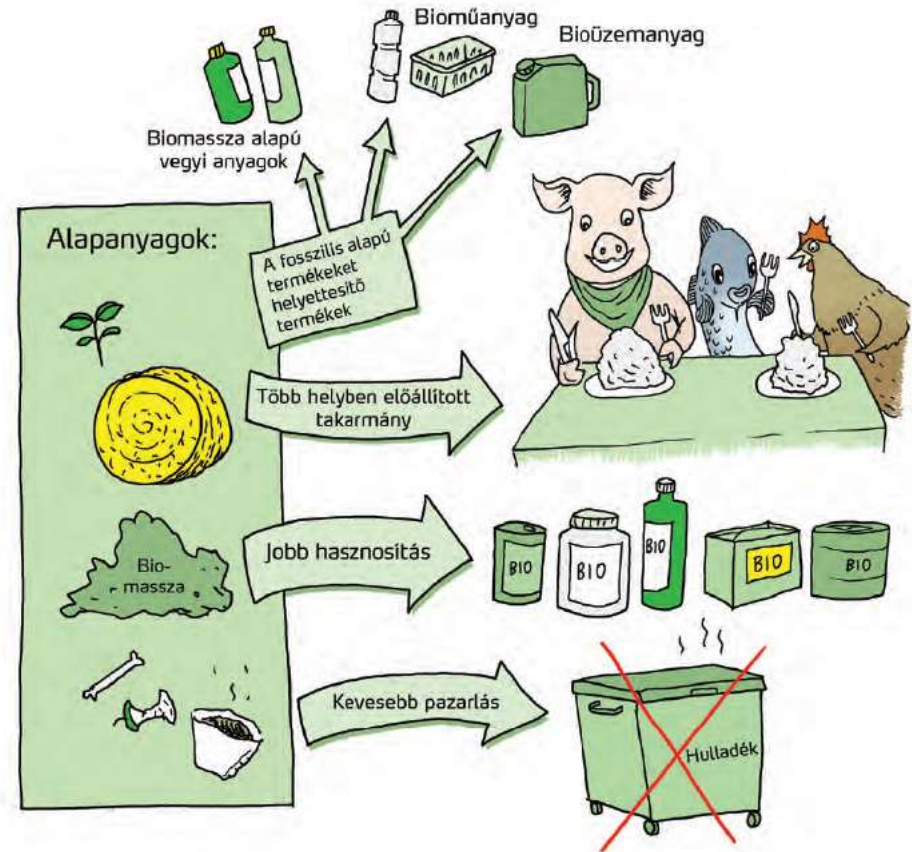 Bioműanyag
Bioüzemanyag
Biomassza alapú
vegyi anyagok
Alapanyagok:
A fosszilis alapú
termékeket
helyettesítő
termékek
Több helyben előállított
takarmány
Jobb hasznosítás
Bio-
massza
BIO
BIO
BIO
BIO
BIO
Kevesebb pazarlás
Hulladék